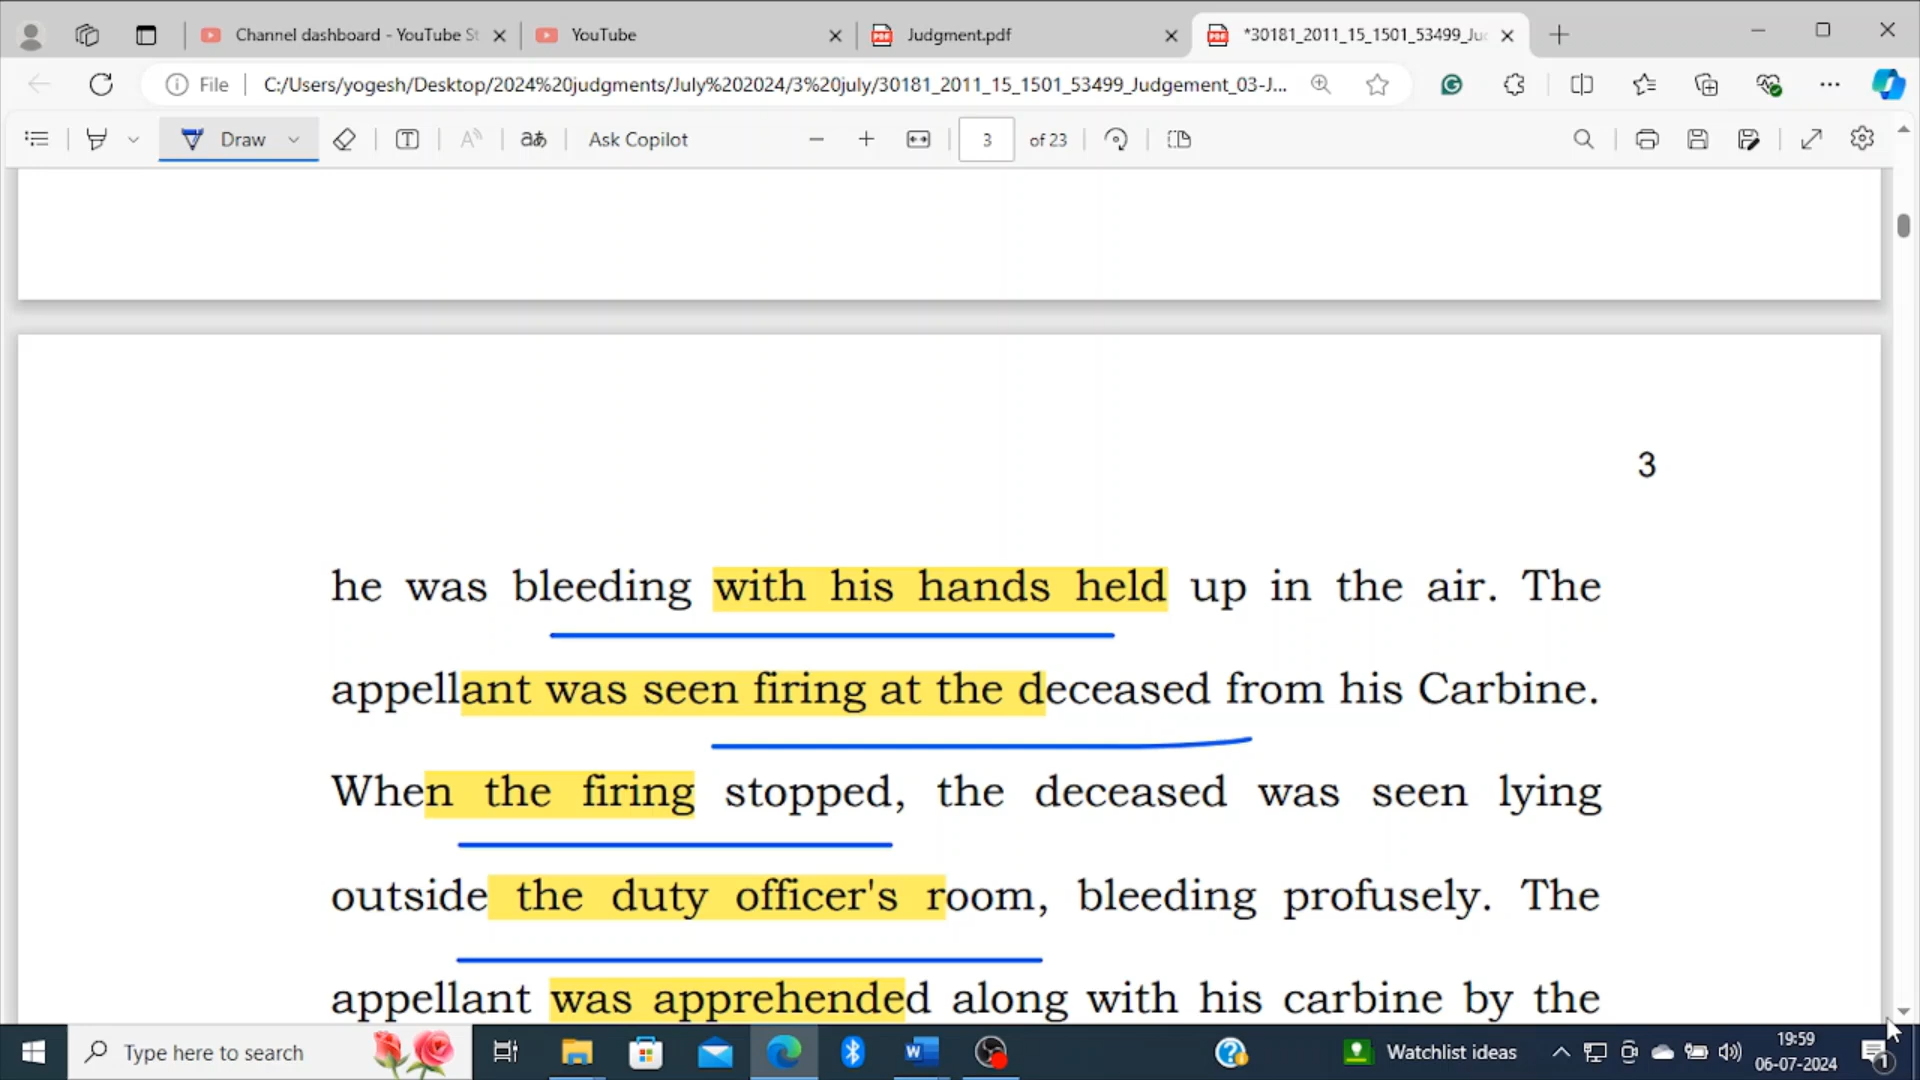 Channel dashboard - YouTube St
YouTube
Judgment.pdf
*30181_2011_15_1501_53499_Ju
File
C:/Users/yogesh/Desktop/2024%20judgments/July%202024/3%20july/30181_2011_15_1501_53499_Judgement_03-J...
Draw
Ask Copilot
3
of 23
3
he was bleeding with his hands held up in the air. The
appellant was seen firing at the deceased from his Carbine.
When the firing stopped, the deceased was seen lying
outside the duty officer's room, bleeding profusely. The
appellant was apprehended along with his carbine by the
Type here to search
Watchlist ideas
19:59
06-07-2024
1